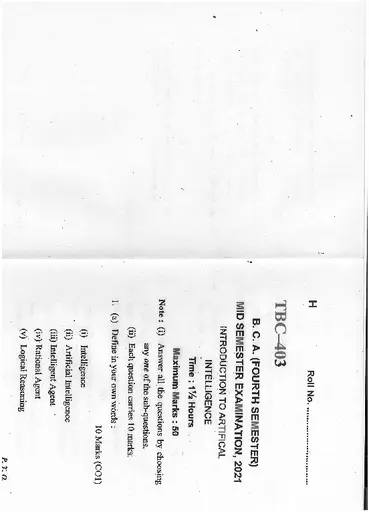 H
Roll No. ..............................
TBC–403
B. C. A. (FOURTH SEMESTER)
MID SEMESTER EXAMINATION, 2021
INTRODUCTION TO ARTIFICAL
INTELLIGENCE
Time : 1½ Hours
Maximum Marks : 50
Note : (i) Answer all the questions by choosing
any one of the sub-questions.
(ii) Each question carries 10 marks.
1. (a) Define in your own words :
10 Marks (CO1)
(i) Intelligence
(ii) Artificial Intelligence
(iii) Intelligent Agent
(iv) Rational Agent
(v) Logical Reasoning
P. T. O.